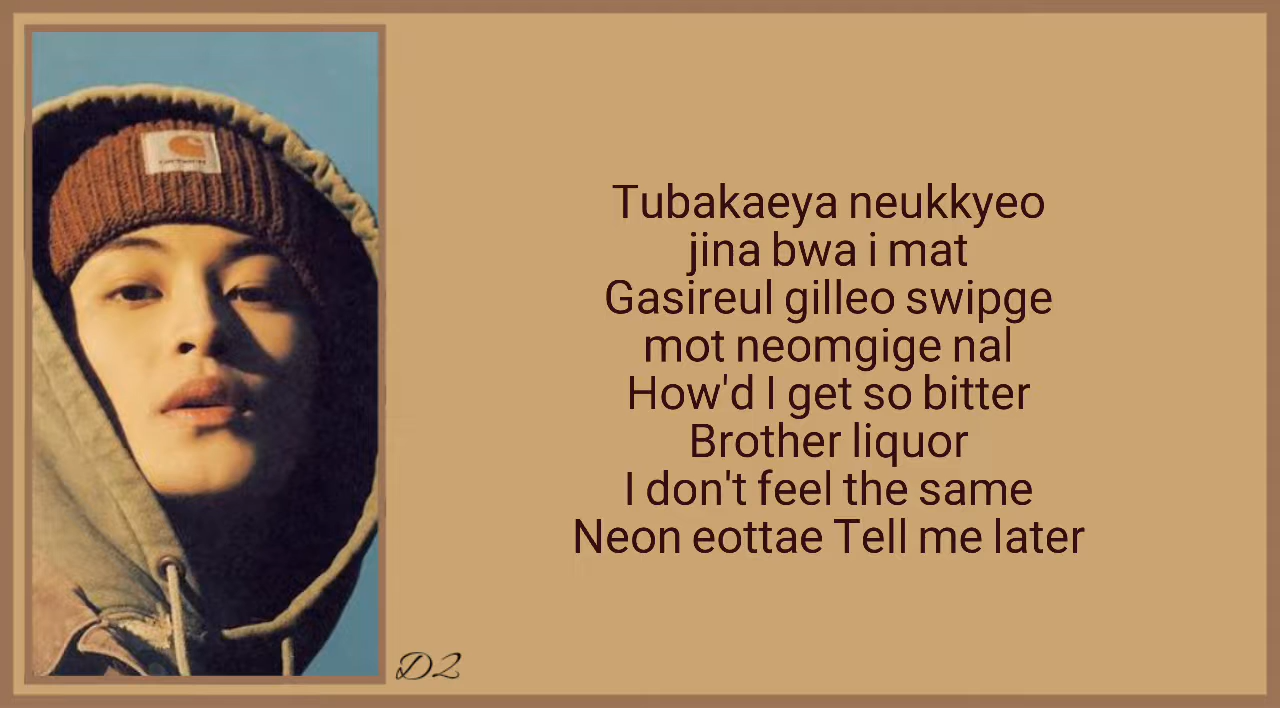 Tubakaeya neukkyeo
jina bwa i mat
Gasireul gilleo swipge
mot neomgige nal
How'd I get so bitter
Brother liquor
I don't feel the same
Neon eottae Tell me later
D2